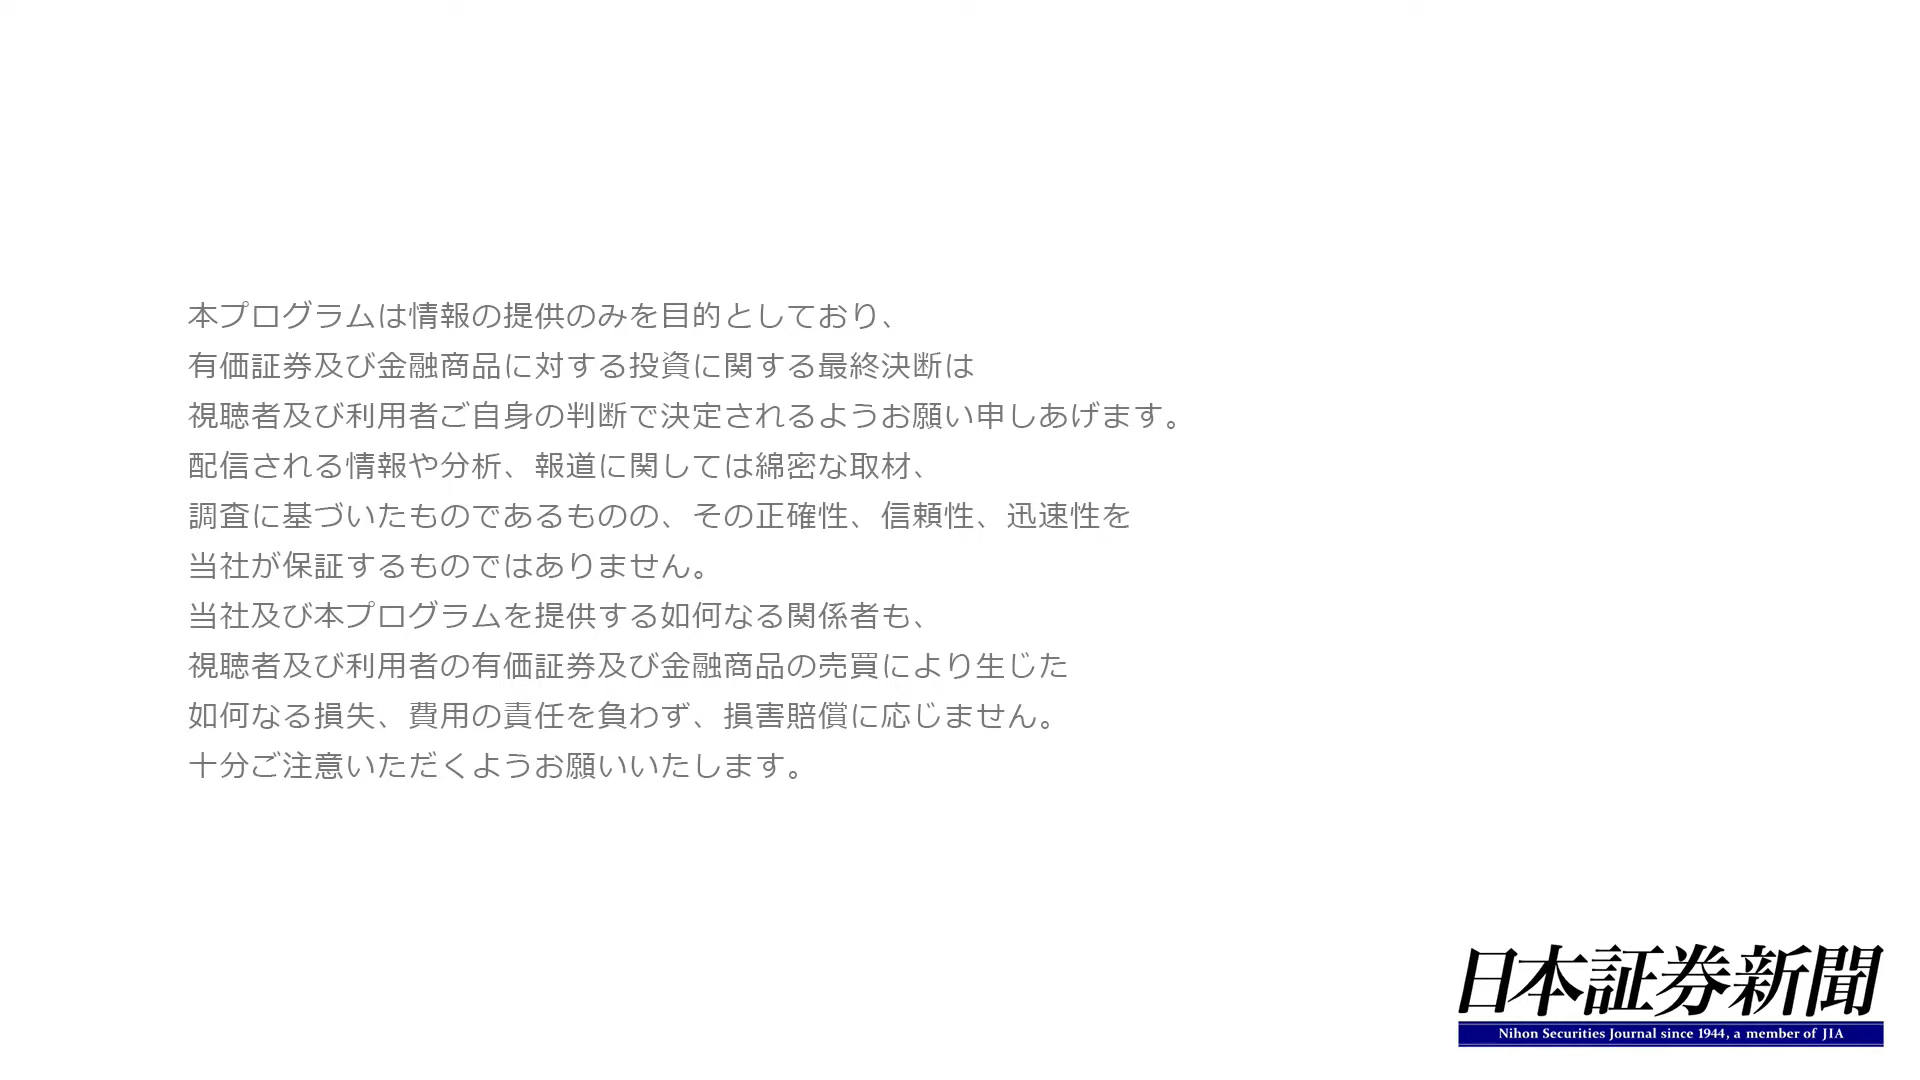 本プログラムは情報の提供のみを目的としており、
有価証券及び金融商品に対する投資に関する最終決断は
視聴者及び利用者ご自身の判断で決定されるようお願い申しあげます。
配信される情報や分析、報道に関しては綿密な取材、
調査に基づいたものであるものの、その正確性、信頼性、迅速性を
当社が保証するものではありません。
当社及び本プログラムを提供する如何なる関係者も、
視聴者及び利用者の有価証券及び金融商品の売買により生じた
如何なる損失、費用の責任を負わず、損害賠償に応じません。
十分ご注意いただくようお願いいたします。
日本証券新聞
Nihon Securities Journal since 1944, a member of JIA